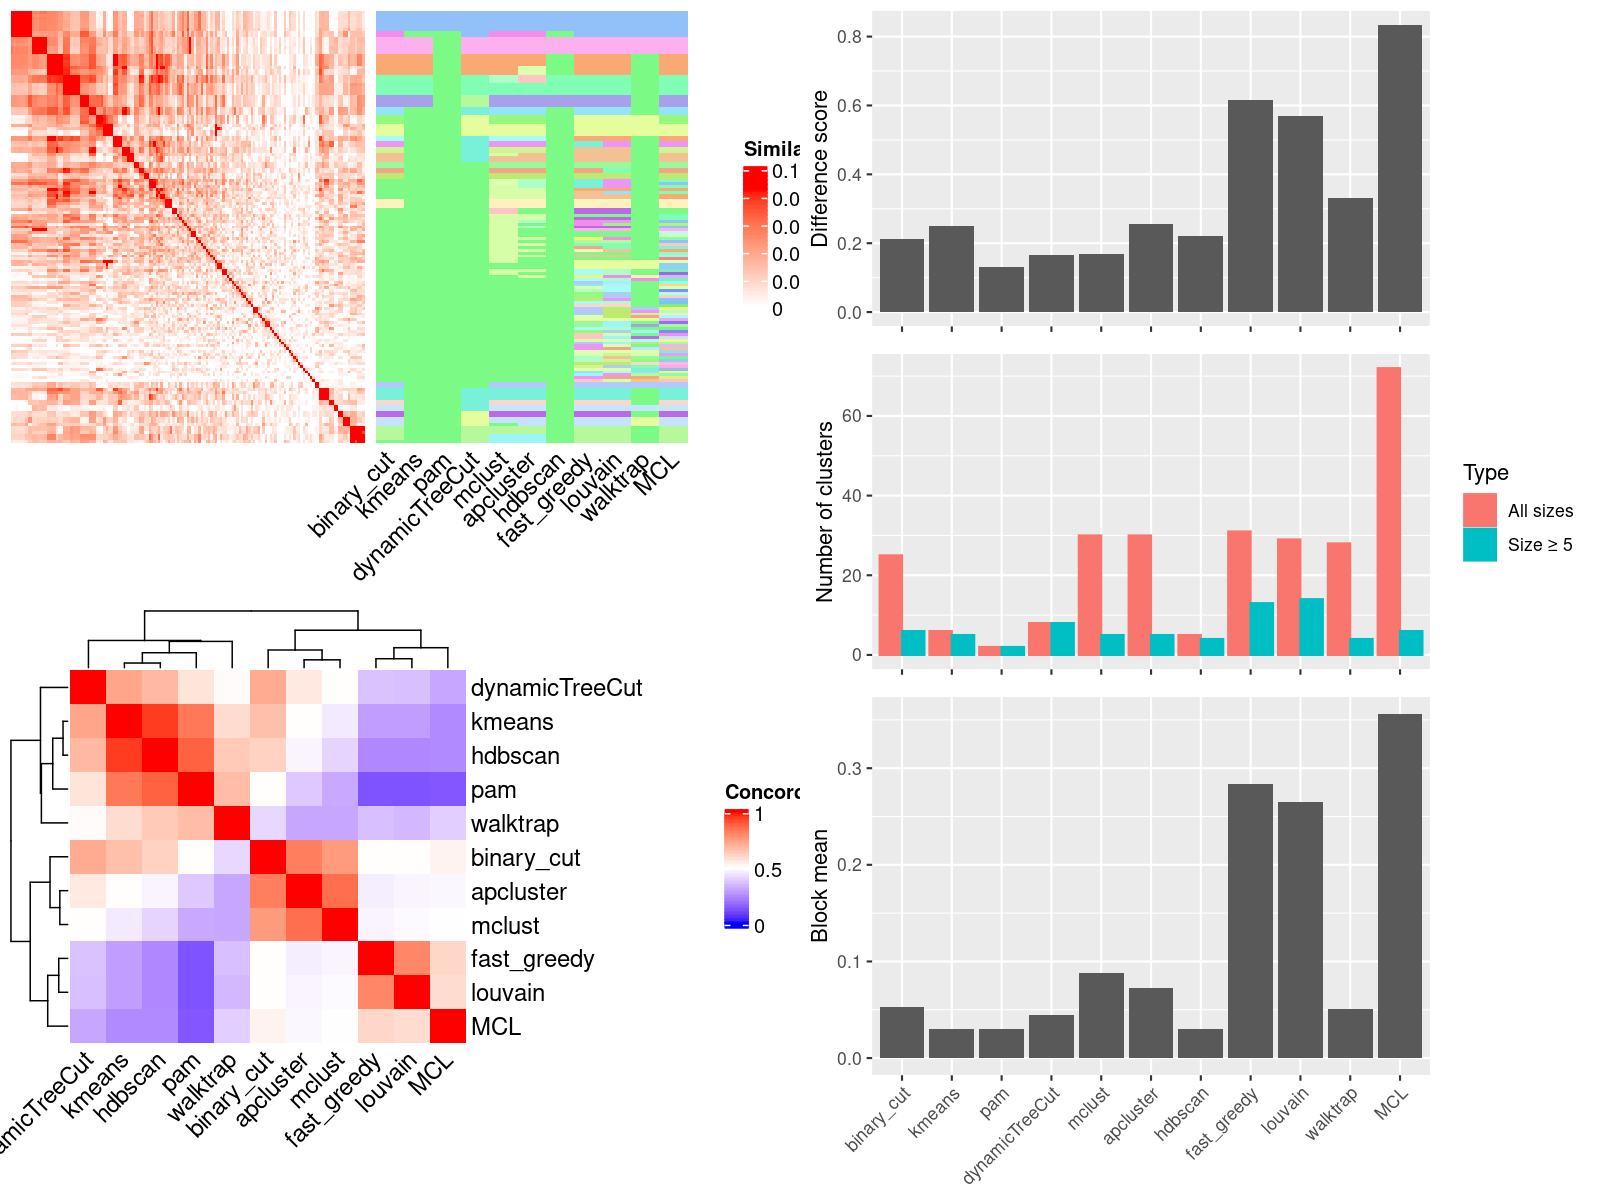 Simila
0.1
0.0
0.0
0.0
0.0
0
binary_cut
kmeans
pam
dynamicTreeCut
mclust
apcluster
hdbscan
fast_greedy
louvain
walktrap
MCL
dynamicTreeCut
kmeans
hdbscan
pam
walktrap
binary_cut
apcluster
mclust
fast_greedy
louvain
MCL
amicTreeCut
kmeans
hdbscan
pam
walktrap
binary_cut
apcluster
mclust
fast_greedy
louvain
MCL
Concord
1
0.5
0
Difference score
0.8
0.6
0.4
0.2
0.0
Number of clusters
60
40
20
0
Type
All sizes
Size ≥ 5
Block mean
0.3
0.2
0.1
0.0
binary_cut
kmeans
pam
dynamicTreeCut
mclust
apcluster
hdbscan
fast_greedy
louvain
walktrap
MCL